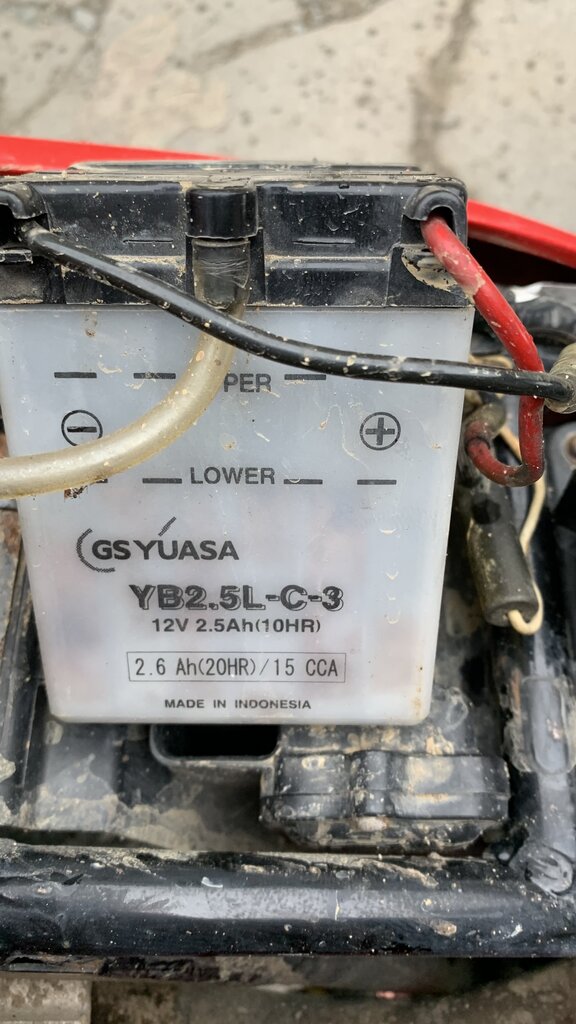 PER
LOWER
GS YUASA
YB2.5L-C-3
12V 2.5Ah(10HR)
2.6 Ah(20HR)/15 CCA
MADE IN INDONESIA